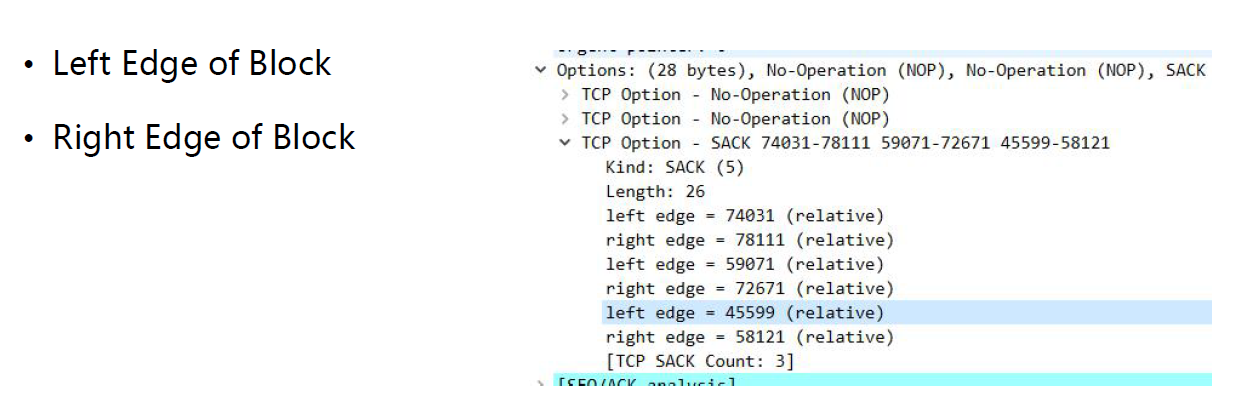 • Left Edge of Block
• Right Edge of Block
Options: (28 bytes), No-Operation (NOP), No-Operation (NOP), SACK
TCP Option - No-Operation (NOP)
TCP Option - No-Operation (NOP)
TCP Option - SACK 74031-78111 59071-72671 45599-58121
Kind: SACK (5)
Length: 26
left edge = 74031 (relative)
right edge = 78111 (relative)
left edge = 59071 (relative)
right edge = 72671 (relative)
left edge = 45599 (relative)
right edge = 58121 (relative)
[TCP SACK Count: 3]
[SEQ/ACK analysis]